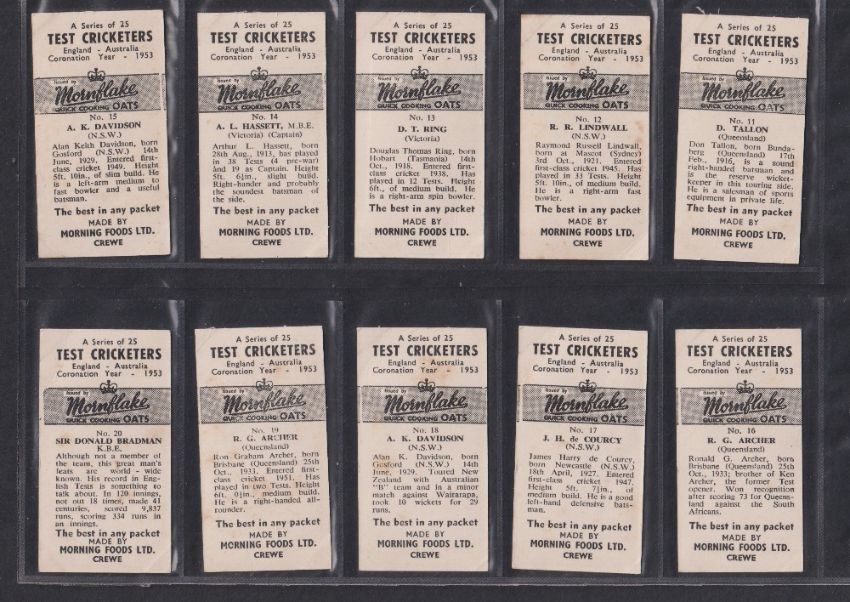 A Series of 25
TEST CRICKETERS
England - Australia
Coronation Year - 1953
Issued by
Mornflake
QUICK COOKING OATS
No. 15
A. K. DAVIDSON
(N.S.W.)
Alan Keith Davidson, born
Gosford (N.S.W.) 14th
June, 1929. Entered first-
class cricket 1949. Height
5ft. 10in., of slim build. He
is a left-arm medium to
fast bowler and a useful
batsman.
The best in any packet
MADE BY
MORNING FOODS LTD.
CREWE
A Series of 25
TEST CRICKETERS
England - Australia
Coronation Year - 1953
Issued by
Mornflake
QUICK COOKING OATS
No. 14
A. L. HASSETT, M.B.E.
(Victoria) (Captain)
Arthur L. Hassett, born
28th Aug., 1913, has played
in 38 Tests (4 pre-war)
and 19 as Captain. Height
5ft. 6½in., slight build.
Right-hander and probably
the soundest batsman of
the side.
The best in any packet
MADE BY
MORNING FOODS LTD.
CREWE
A Series of 25
TEST CRICKETERS
England - Australia
Coronation Year - 1953
Issued by
Mornflake
QUICK COOKING OATS
No. 13
D. T. RING
(Victoria)
Douglas Thomas Ring, born
Hobart (Tasmania) 14th
Oct., 1918. Entered first-
class cricket 1938. Has
played in 12 Tests. Height
6ft., of medium build. He
is a right-arm spin bowler.
The best in any packet
MADE BY
MORNING FOODS LTD.
CREWE
A Series of 25
TEST CRICKETERS
England - Australia
Coronation Year - 1953
Issued by
Mornflake
QUICK COOKING OATS
No. 12
R. R. LINDWALL
(N.S.W.)
Raymond Russell Lindwall,
born at Mascot (Sydney)
3rd Oct., 1921. Entered
first-class cricket 1945. Has
played in 33 Tests. Height
5ft. 10in., of medium build.
He is a right-arm fast
bowler.
The best in any packet
MADE BY
MORNING FOODS LTD.
CREWE
A Series of 25
TEST CRICKETERS
England - Australia
Coronation Year - 1953
Issued by
Mornflake
QUICK COOKING OATS
No. 11
D. TALLON
(Queensland)
Don Tallon, born Bunda-
berg (Queensland) 17th
Feb., 1916, is a sound
right-handed batsman and
is the reserve wicket-
keeper in this touring side.
He is a salesman of sports
equipment in private life.
The best in any packet
MADE BY
MORNING FOODS LTD.
CREWE
A Series of 25
TEST CRICKETERS
England - Australia
Coronation Year - 1953
Issued by
Mornflake
QUICK COOKING OATS
No. 20
SIR DONALD BRADMAN
K.B.E.
Although not a member of
the team, this great man's
feats are world - wide
known. His record in Eng-
lish Tests is something to
talk about. In 120 innings,
not out 18 times, made 41
centuries, scored 9,837
runs, scoring 334 runs in
an innings.
The best in any packet
MADE BY
MORNING FOODS LTD.
CREWE
A Series of 25
TEST CRICKETERS
England - Australia
Coronation Year - 1953
Issued by
Mornflake
QUICK COOKING OATS
No. 19
R. G. ARCHER
(Queensland)
Ron Graham Archer, born
Brisbane (Queensland) 25th
Oct., 1933. Entered first-
class cricket 1951. Has
played in two Tests. Height
6ft. 0½in., medium build.
He is a right-handed all-
rounder.
The best in any packet
MADE BY
MORNING FOODS LTD.
CREWE
A Series of 25
TEST CRICKETERS
England - Australia
Coronation Year - 1953
Issued by
Mornflake
QUICK COOKING OATS
No. 18
A. K. DAVIDSON
(N.S.W.)
Alan K. Davidson, born
Gosford (N.S.W.) 14th
June, 1929. Toured New
Zealand with Australian
"B" team and in a minor
match against Wairarapa,
took 10 wickets for 29
runs.
The best in any packet
MADE BY
MORNING FOODS LTD.
CREWE
A Series of 25
TEST CRICKETERS
England - Australia
Coronation Year - 1953
Issued by
Mornflake
QUICK COOKING OATS
No. 17
J. H. de COURCY
(N.S.W.)
James Harry de Courcy,
born Newcastle (N.S.W.)
18th April, 1927. Entered
first-class cricket 1947.
Height 5ft. 7½in., of
medium build. He is a good
left-hand defensive bats-
man.
The best in any packet
MADE BY
MORNING FOODS LTD.
CREWE
A Series of 25
TEST CRICKETERS
England - Australia
Coronation Year - 1953
Issued by
Mornflake
QUICK COOKING OATS
No. 16
R. G. ARCHER
(Queensland)
Ronald G. Archer, born
Brisbane (Queensland) 25th
Oct., 1933; brother of Ken
Archer, the former Test
opener. Won recognition
after scoring 73 for Queens-
land against the South
Africans.
The best in any packet
MADE BY
MORNING FOODS LTD.
CREWE